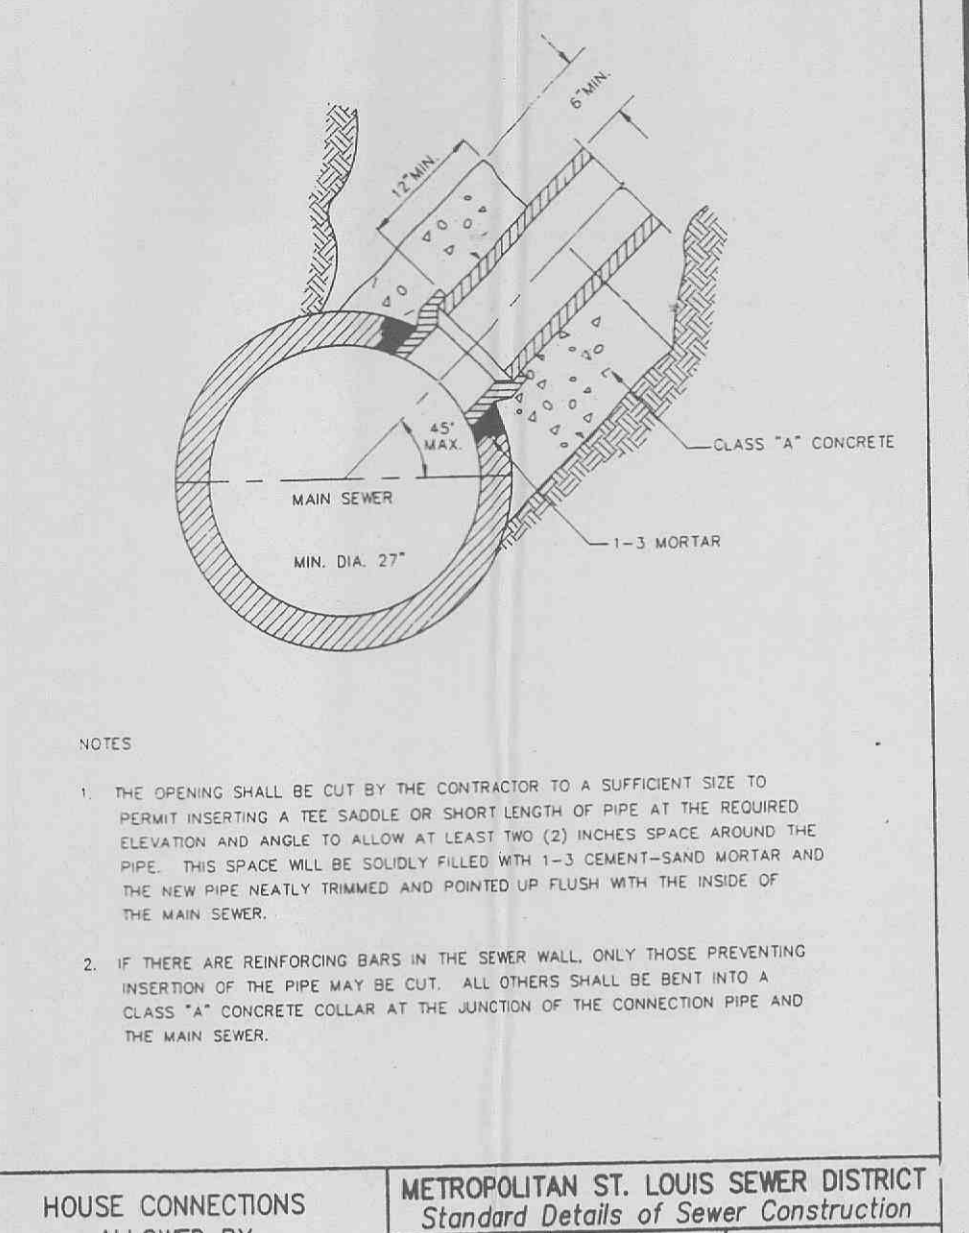 6" MIN.
12" MIN.
45°
MAX.
CLASS "A" CONCRETE
MAIN SEWER
1-3 MORTAR
MIN. DIA. 27"
NOTES
1. THE OPENING SHALL BE CUT BY THE CONTRACTOR TO A SUFFICIENT SIZE TO
PERMIT INSERTING A TEE SADDLE OR SHORT LENGTH OF PIPE AT THE REQUIRED
ELEVATION AND ANGLE TO ALLOW AT LEAST TWO (2) INCHES SPACE AROUND THE
PIPE. THIS SPACE WILL BE SOLIDLY FILLED WITH 1-3 CEMENT-SAND MORTAR AND
THE NEW PIPE NEATLY TRIMMED AND POINTED UP FLUSH WITH THE INSIDE OF
THE MAIN SEWER.
2. IF THERE ARE REINFORCING BARS IN THE SEWER WALL, ONLY THOSE PREVENTING
INSERTION OF THE PIPE MAY BE CUT. ALL OTHERS SHALL BE BENT INTO A
CLASS "A" CONCRETE COLLAR AT THE JUNCTION OF THE CONNECTION PIPE AND
THE MAIN SEWER.
HOUSE CONNECTIONS
ALLOWED BY
METROPOLITAN ST. LOUIS SEWER DISTRICT
Standard Details of Sewer Construction